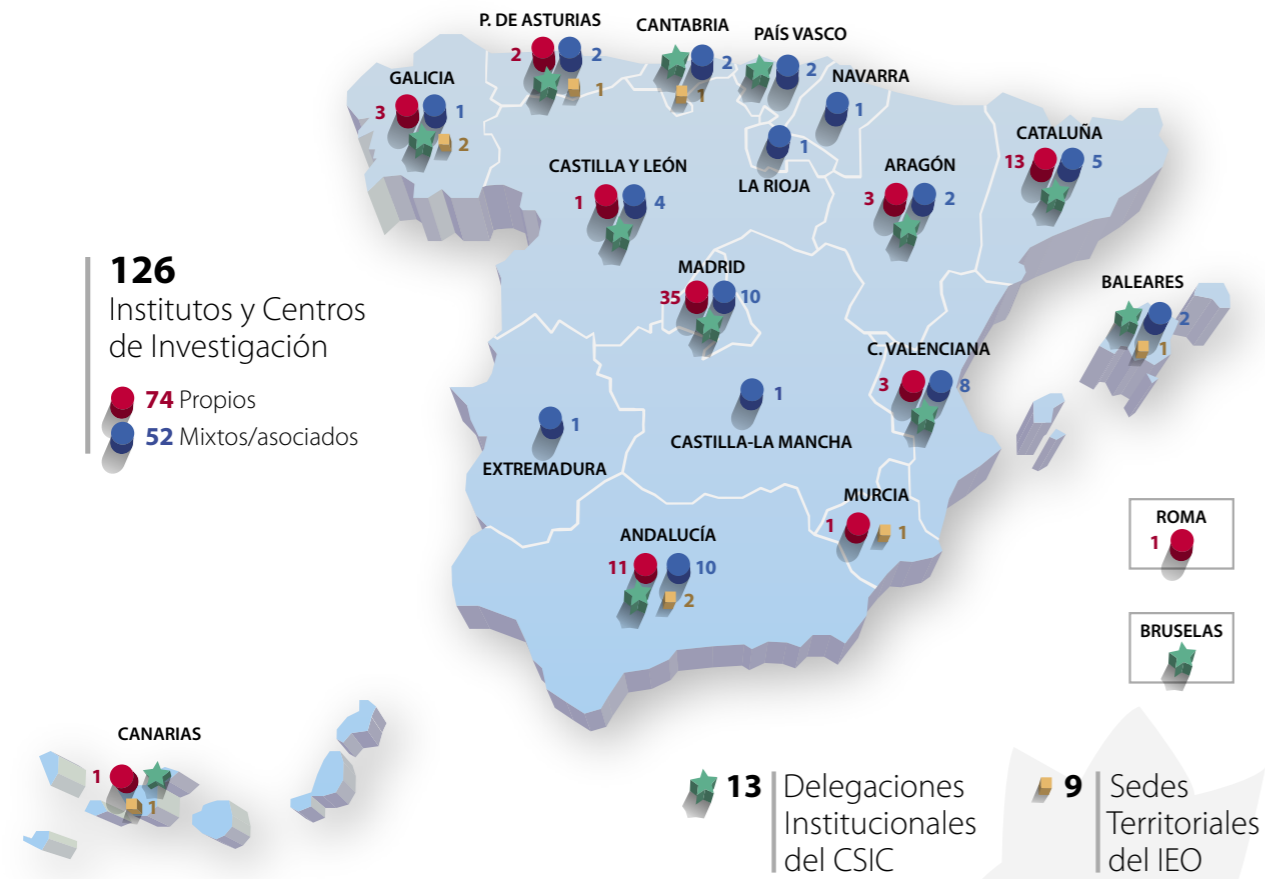 P. DE ASTURIAS
2 2
1
CANTABRIA
2
1
PAÍS VASCO
2
NAVARRA
1
GALICIA
3 1
2
LA RIOJA
1
CATALUÑA
13 5
CASTILLA Y LEÓN
1 4
ARAGÓN
3 2
126
Institutos y Centros
de Investigación
74 Propios
52 Mixtos/asociados
MADRID
35 10
BALEARES
2
1
C. VALENCIANA
3 8
1
CASTILLA-LA MANCHA
1
EXTREMADURA
MURCIA
1 1
ANDALUCÍA
11 10
2
ROMA
1
BRUSELAS
CANARIAS
1
1
13 Delegaciones
Institucionales
del CSIC
9 Sedes
Territoriales
del IEO